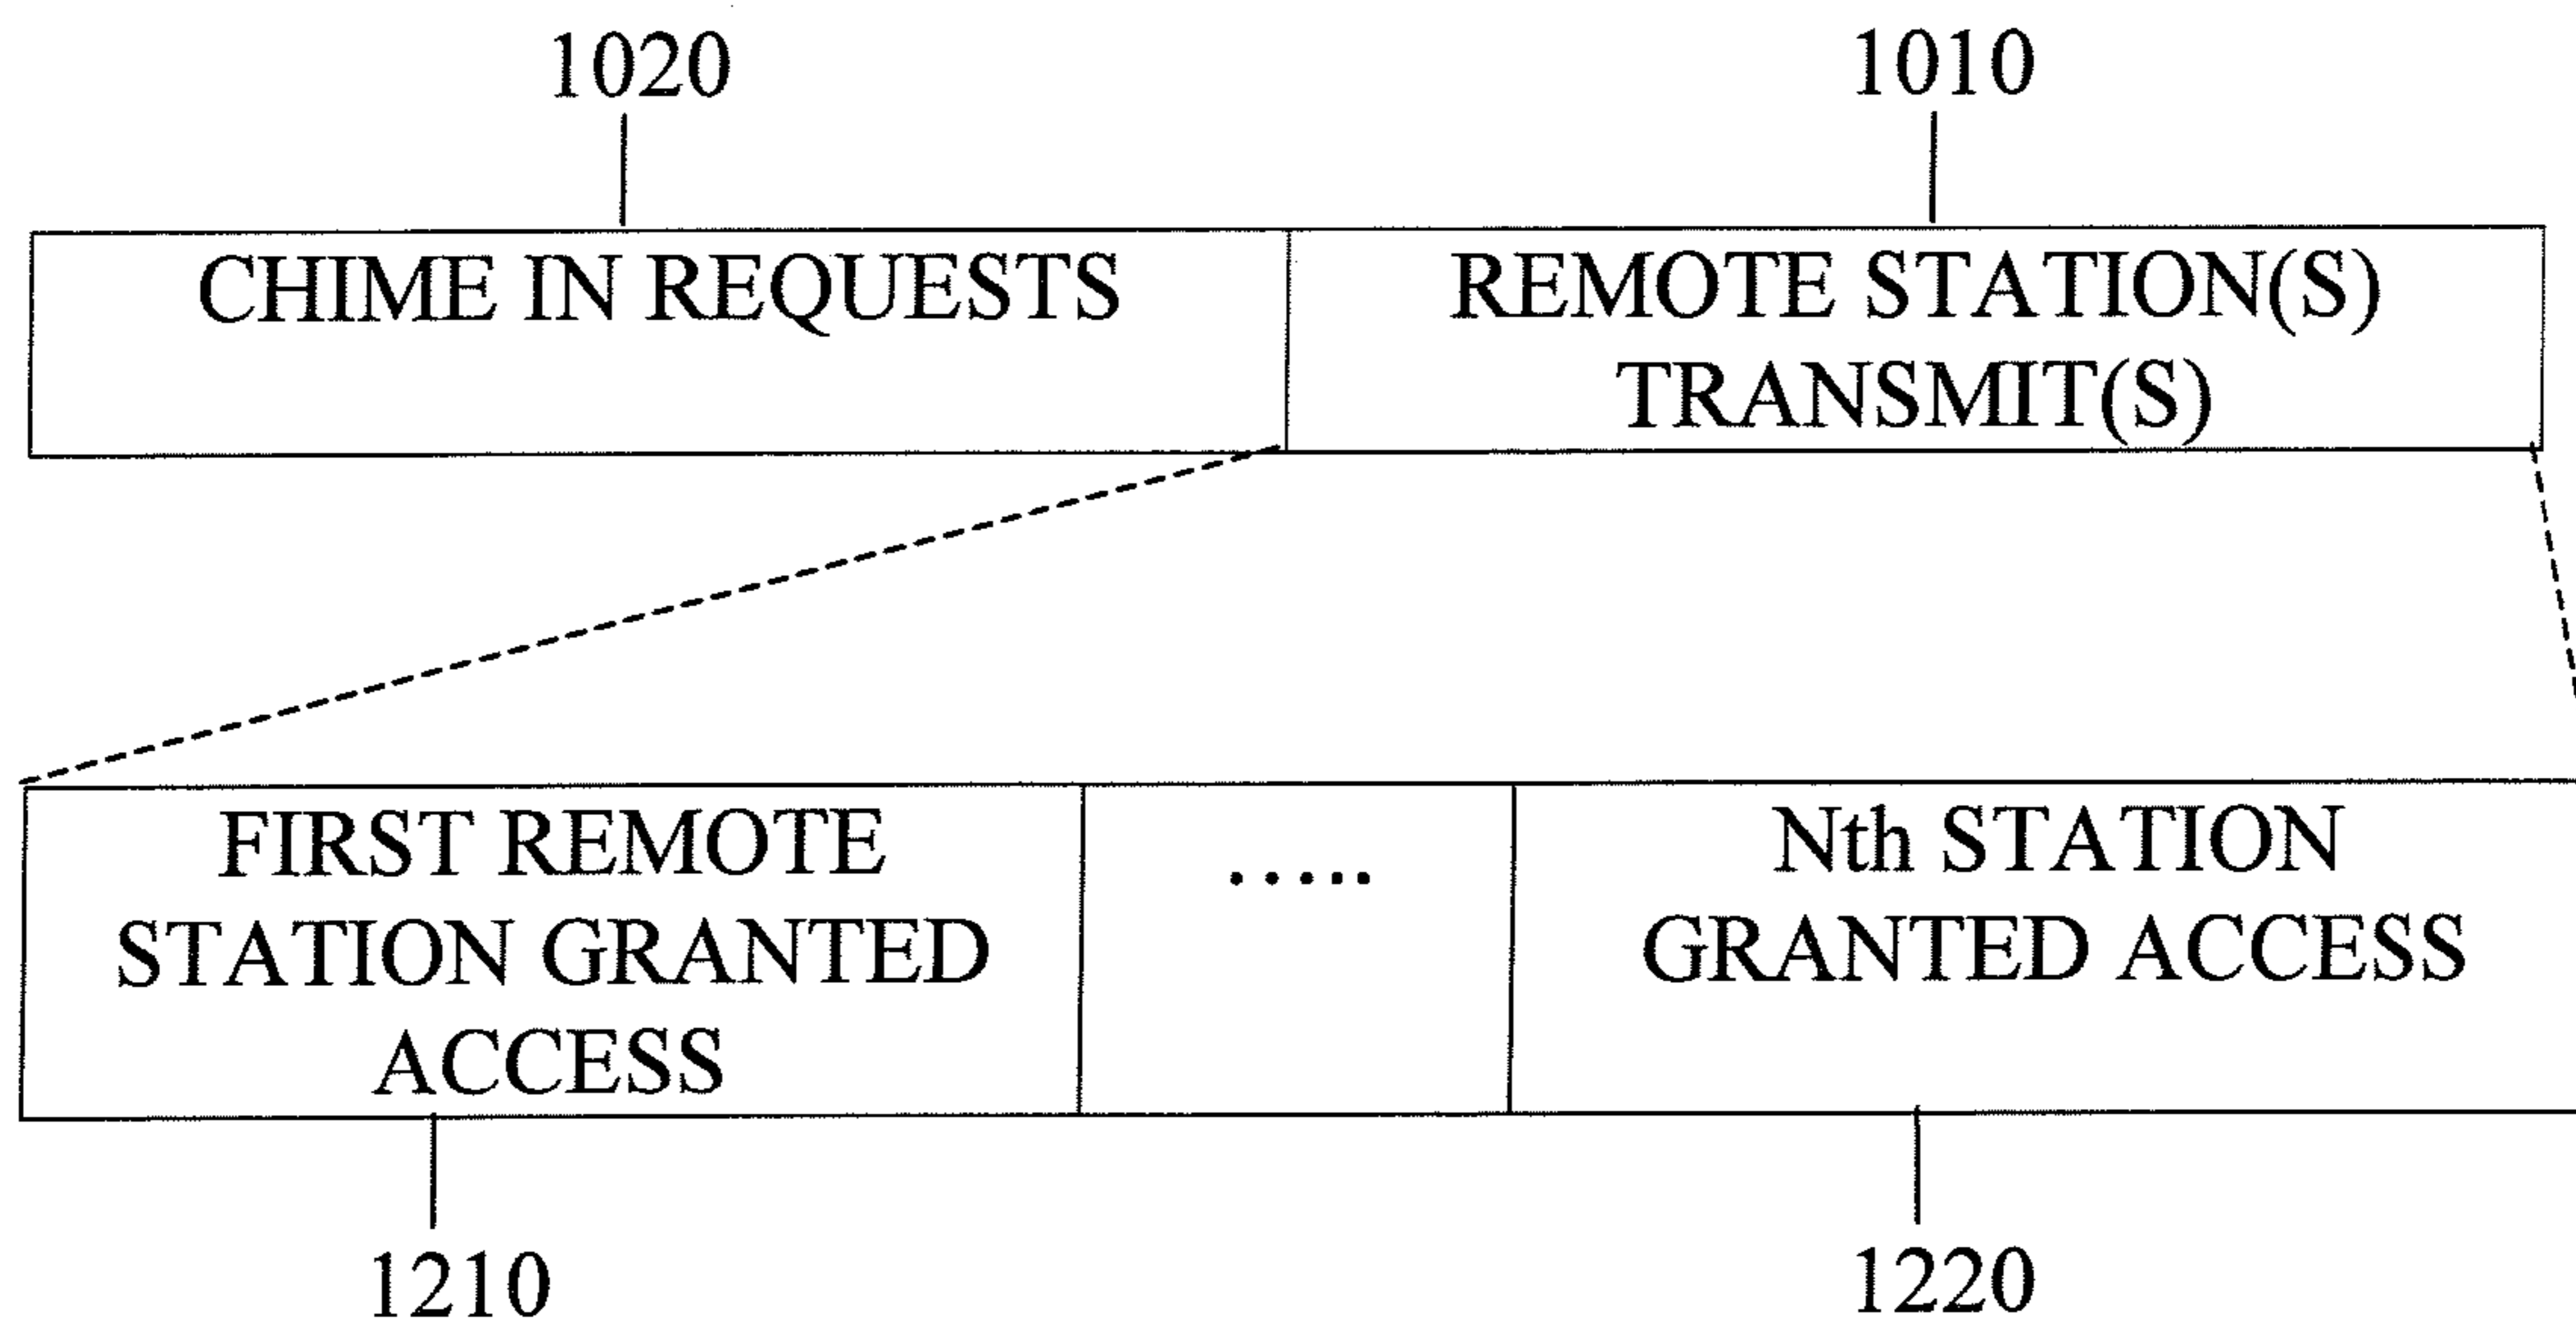 1020
1010
CHIME IN REQUESTS
REMOTE STATION(S)
TRANSMIT(S)
FIRST REMOTE
STATION GRANTED
ACCESS
.....
Nth STATION
GRANTED ACCESS
1210
1220